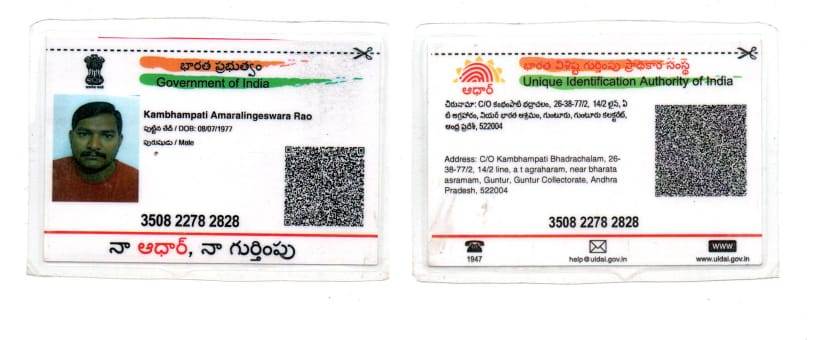 భారత ప్రభుత్వం
Government of India
Kambhampati Amaralingeswara Rao
పుట్టిన తేదీ / DOB: 08/07/1977
పురుషుడు / Male
3508 2278 2828
నా ఆధార్, నా గుర్తింపు
భారత విశిష్ట గుర్తింపు ప్రాధికార సంస్థ
Unique Identification Authority of India
ఆధార్
చిరునామా: C/O కంభంపాటి భద్రాచలం, 26-38-77/2, 14/2 లైన్, ఏ
టి అగ్రహారం, నియర్ భారత ఆశ్రమం, గుంటూరు, గుంటూరు కలక్టరేట్,
ఆంధ్ర ప్రదేశ్, 522004
Address: C/O Kambhampati Bhadrachalam, 26-
38-77/2, 14/2 line, a t agraharam, near bharata
asramam, Guntur, Guntur Collectorate, Andhra
Pradesh, 522004
3508 2278 2828
1947
help@uidai.gov.in
www
www.uidai.gov.in